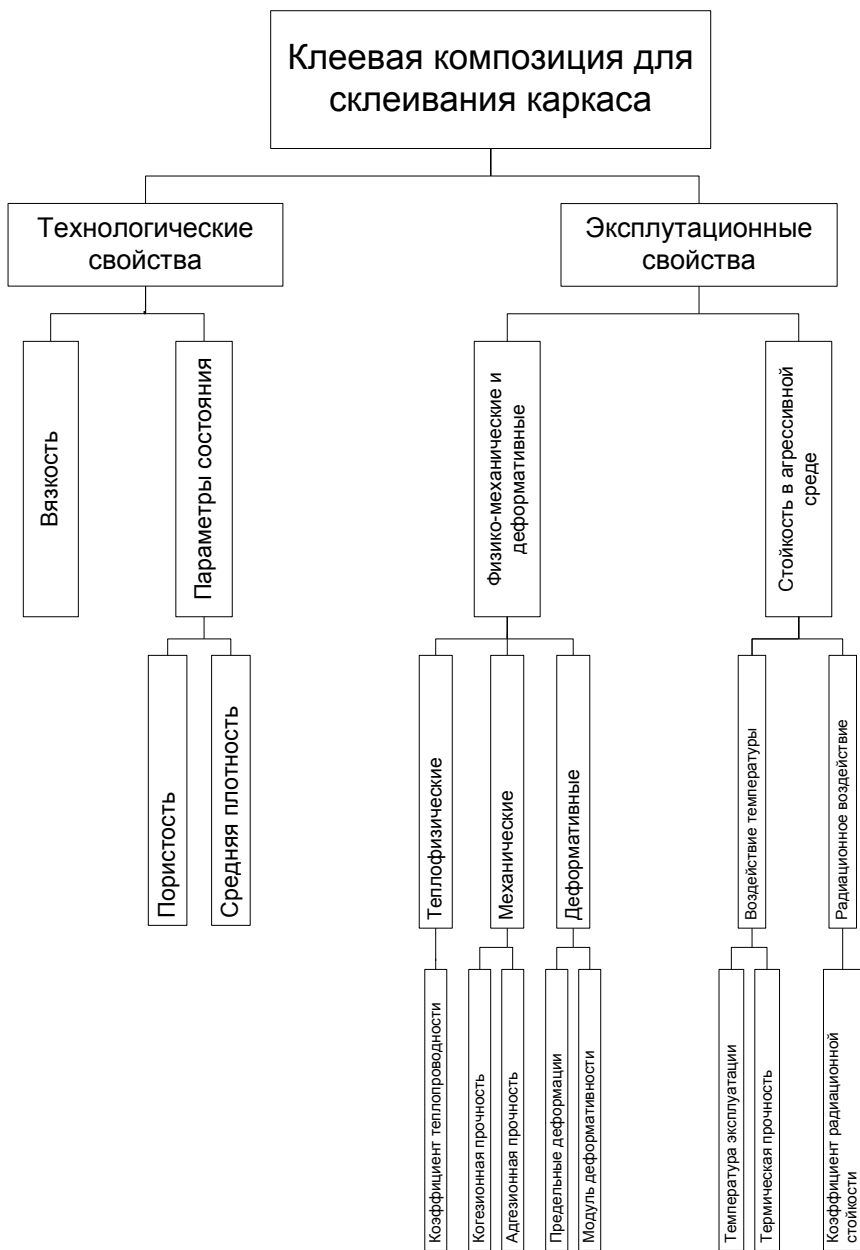 Клеевая композиция для
склеивания каркаса
Технологические
свойства
Эксплутационные
свойства
Вязкость
Параметры состояния
Физико-механические и
деформативные
Стойкость в агрессивной
среде
Пористость
Средняя плотность
Теплофизические
Механические
Деформативные
Воздействие температуры
Радиационное воздействие
Коэффициент теплопроводности
Когезионная прочность
Адгезионная прочность
Предельные деформации
Модуль деформативности
Температура эксплуатации
Термическая прочность
Коэффициент радиационной
стойкости